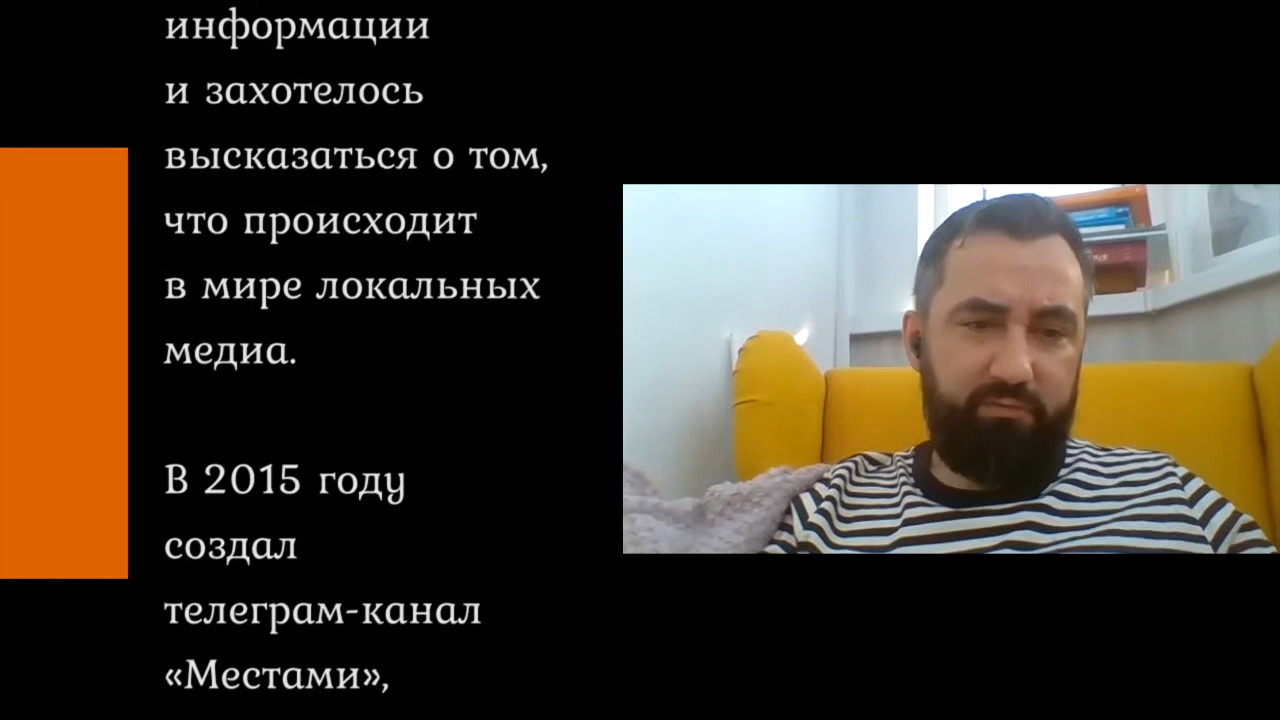 информации
и захотелось
высказаться о том,
что происходит
в мире локальных
медиа.
В 2015 году
создал
телеграм-канал
«Местами»,